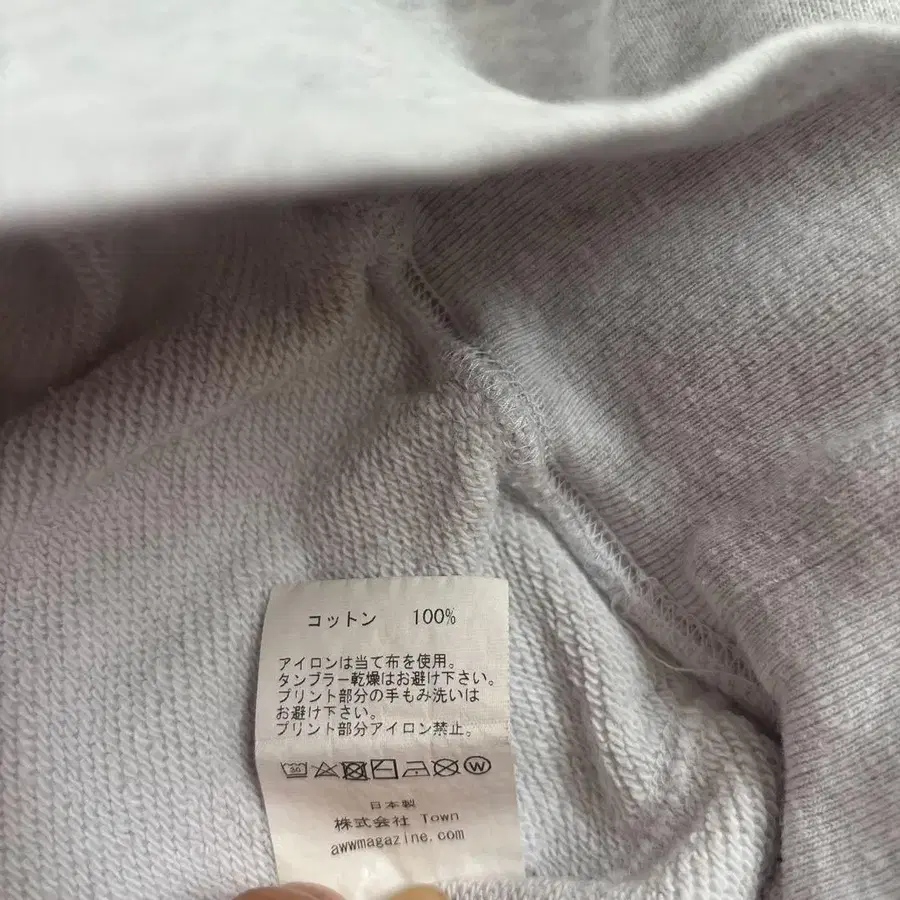 コットン 100%
アイロンは当て布を使用。
タンブラー乾燥はお避け下さい。
プリント部分の手もみ洗いは
お避け下さい。
プリント部分アイロン禁止。
30 W
日本製
株式会社 Town
awwmagazine.com